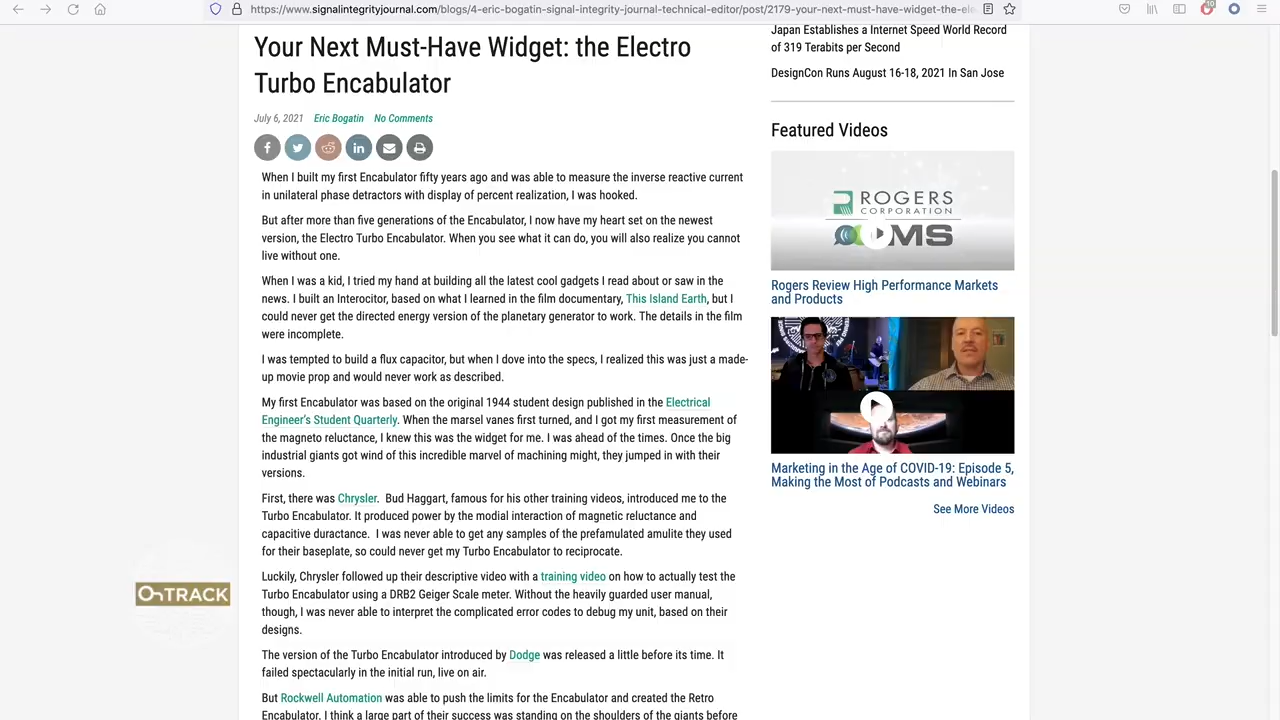 https://www.signalintegrityjournal.com/blogs/4-eric-bogatin-signal-integrity-journal-technical-editor/post/2179-your-next-must-have-widget-the-ele
10
Your Next Must-Have Widget: the Electro
Turbo Encabulator
July 6, 2021 Eric Bogatin No Comments
When I built my first Encabulator fifty years ago and was able to measure the inverse reactive current
in unilateral phase detractors with display of percent realization, I was hooked.
But after more than five generations of the Encabulator, I now have my heart set on the newest
version, the Electro Turbo Encabulator. When you see what it can do, you will also realize you cannot
live without one.
When I was a kid, I tried my hand at building all the latest cool gadgets I read about or saw in the
news. I built an Interocitor, based on what I learned in the film documentary, This Island Earth, but I
could never get the directed energy version of the planetary generator to work. The details in the film
were incomplete.
I was tempted to build a flux capacitor, but when I dove into the specs, I realized this was just a made-
up movie prop and would never work as described.
My first Encabulator was based on the original 1944 student design published in the Electrical
Engineer's Student Quarterly. When the marsel vanes first turned, and I got my first measurement of
the magneto reluctance, I knew this was the widget for me. I was ahead of the times. Once the big
industrial giants got wind of this incredible marvel of machining might, they jumped in with their
versions.
First, there was Chrysler. Bud Haggart, famous for his other training videos, introduced me to the
Turbo Encabulator. It produced power by the modial interaction of magnetic reluctance and
capacitive duractance. I was never able to get any samples of the prefamulated amulite they used
for their baseplate, so could never get my Turbo Encabulator to reciprocate.
Luckily, Chrysler followed up their descriptive video with a training video on how to actually test the
Turbo Encabulator using a DRB2 Geiger Scale meter. Without the heavily guarded user manual,
though, I was never able to interpret the complicated error codes to debug my unit, based on their
designs.
The version of the Turbo Encabulator introduced by Dodge was released a little before its time. It
failed spectacularly in the initial run, live on air.
But Rockwell Automation was able to push the limits for the Encabulator and created the Retro
Encabulator. I think a large part of their success was standing on the shoulders of the giants before
Japan Establishes a Internet Speed World Record
of 319 Terabits per Second
DesignCon Runs August 16-18, 2021 In San Jose
Featured Videos
ROGERS
CORPORATION
MS
Rogers Review High Performance Markets
and Products
Marketing in the Age of COVID-19: Episode 5,
Making the Most of Podcasts and Webinars
See More Videos
OnTRACK